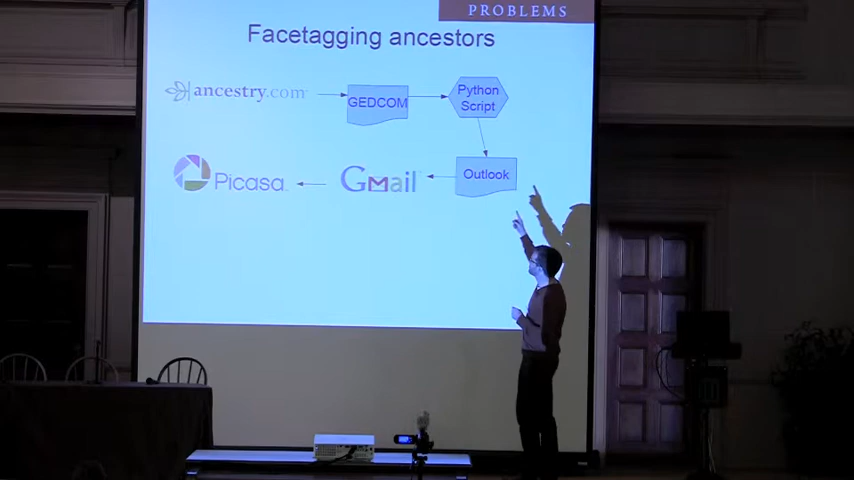 PROBLEMS
Facetagging ancestors
ancestry.com
GEDCOM
Python
Script
Picasa
Gmail
Outlook